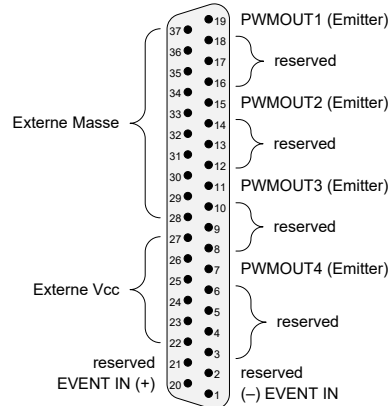 19 PWMOUT1 (Emitter)
37
18
36
17 reserved
35
16
34
15 PWMOUT2 (Emitter)
33
Externe Masse
14
32
13 reserved
31
12
30
11 PWMOUT3 (Emitter)
29
10
28
9 reserved
27
8
26
7 PWMOUT4 (Emitter)
25
6
Externe Vcc
24
5
23
4 reserved
22
3
reserved 21
2 reserved
EVENT IN (+) 20
1 (–) EVENT IN